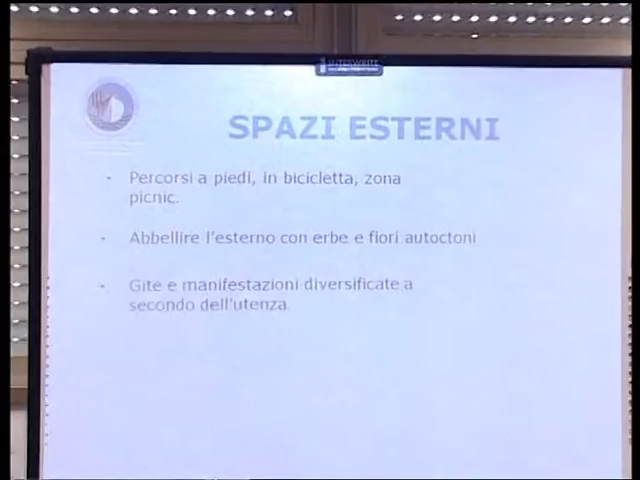 INTERWRITE
SPAZI ESTERNI
- Percorsi a piedi, in bicicletta, zona
picnic.
- Abbellire l'esterno con erbe e fiori autoctoni
- Gite e manifestazioni diversificate a
secondo dell'utenza